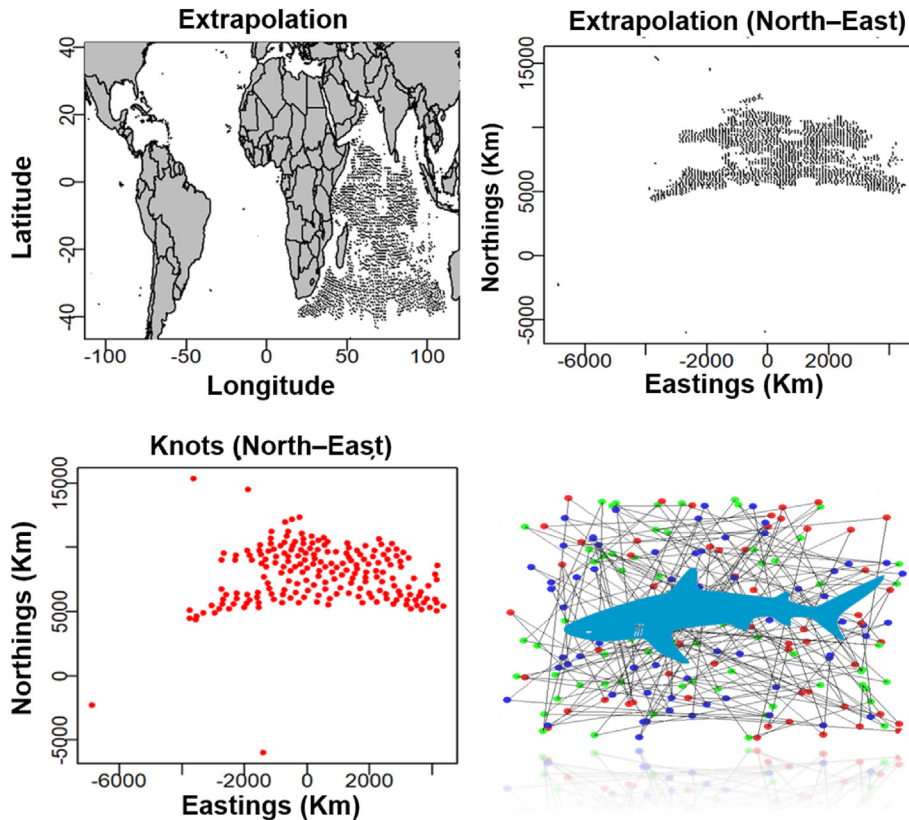 Extrapolation
40
20
0
-20
-40
Latitude
-100
-50
0
50
100
Longitude
Extrapolation (North–East)
15000
5000
0
-5000
Northings (Km)
-6000
-2000
0
2000
Eastings (Km)
Knots (North–East)
15000
5000
0
-5000
Northings (Km)
-6000
-2000
0
2000
Eastings (Km)